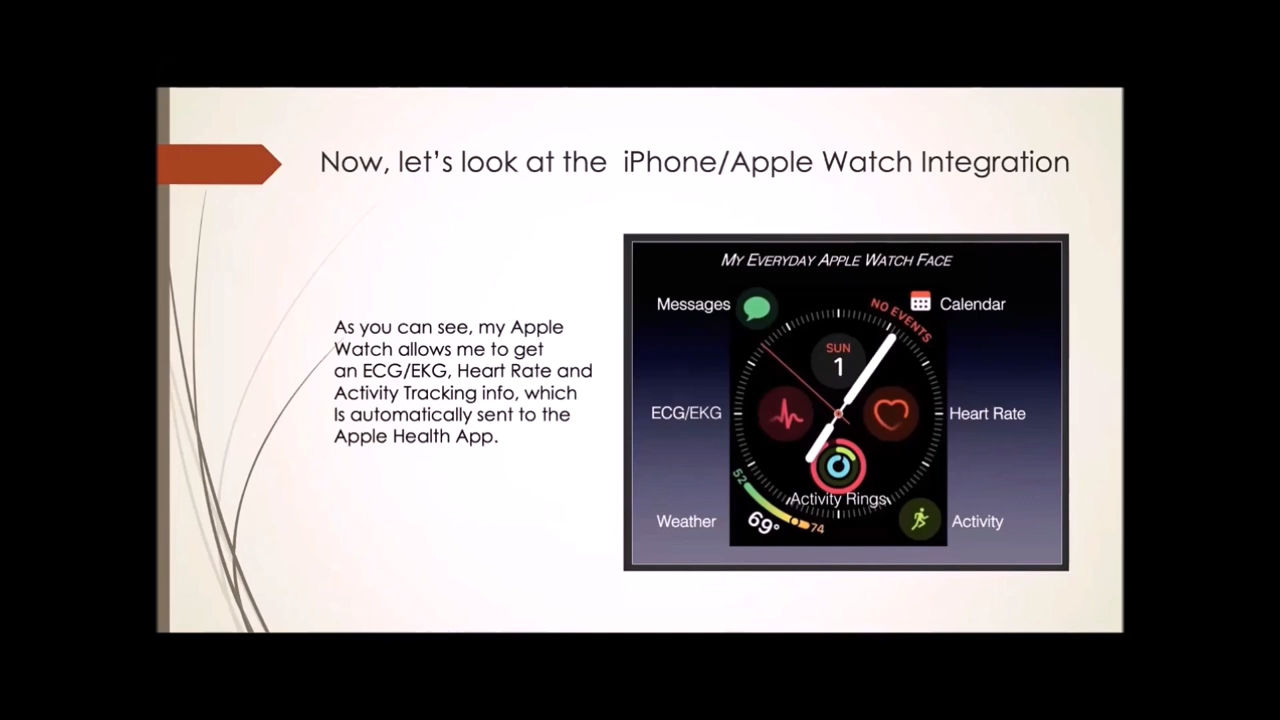 Now, let's look at the iPhone/Apple Watch Integration
As you can see, my Apple
Watch allows me to get
an ECG/EKG, Heart Rate and
Activity Tracking info, which
Is automatically sent to the
Apple Health App.
MY EVERYDAY APPLE WATCH FACE
Messages
NO EVENTS
Calendar
SUN
1
ECG/EKG
Heart Rate
Activity Rings
Weather
52
69°
74
Activity